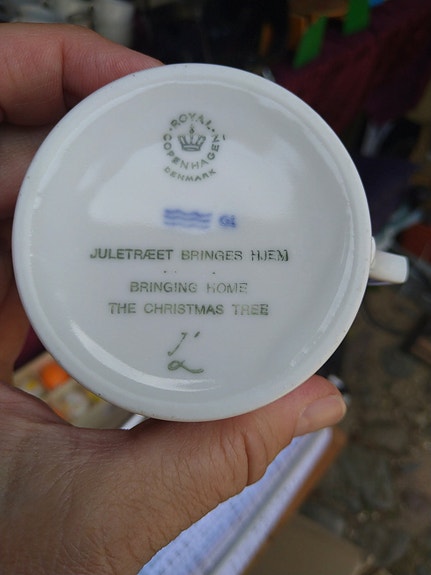 ROYAL COPENHAGEN
DENMARK
JULETRÆET BRINGES HJEM
BRINGING HOME
THE CHRISTMAS TREE